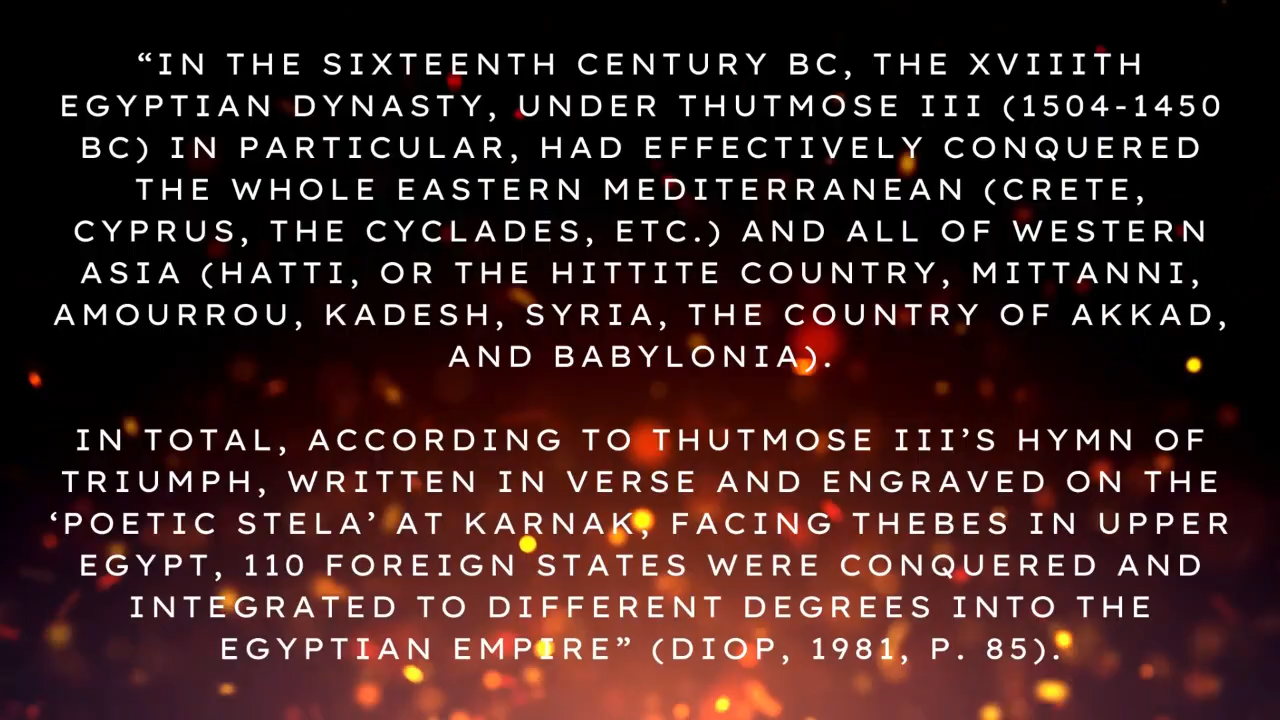 “IN THE SIXTEENTH CENTURY BC, THE XVIIITH
EGYPTIAN DYNASTY, UNDER THUTMOSE III (1504-1450
BC) IN PARTICULAR, HAD EFFECTIVELY CONQUERED
THE WHOLE EASTERN MEDITERRANEAN (CRETE,
CYPRUS, THE CYCLADES, ETC.) AND ALL OF WESTERN
ASIA (HATTI, OR THE HITTITE COUNTRY, MITTANNI,
AMOURROU, KADESH, SYRIA, THE COUNTRY OF AKKAD,
AND BABYLONIA).
IN TOTAL, ACCORDING TO THUTMOSE III’S HYMN OF
TRIUMPH, WRITTEN IN VERSE AND ENGRAVED ON THE
‘POETIC STELA’ AT KARNAK, FACING THEBES IN UPPER
EGYPT, 110 FOREIGN STATES WERE CONQUERED AND
INTEGRATED TO DIFFERENT DEGREES INTO THE
EGYPTIAN EMPIRE” (DIOP, 1981, P. 85).